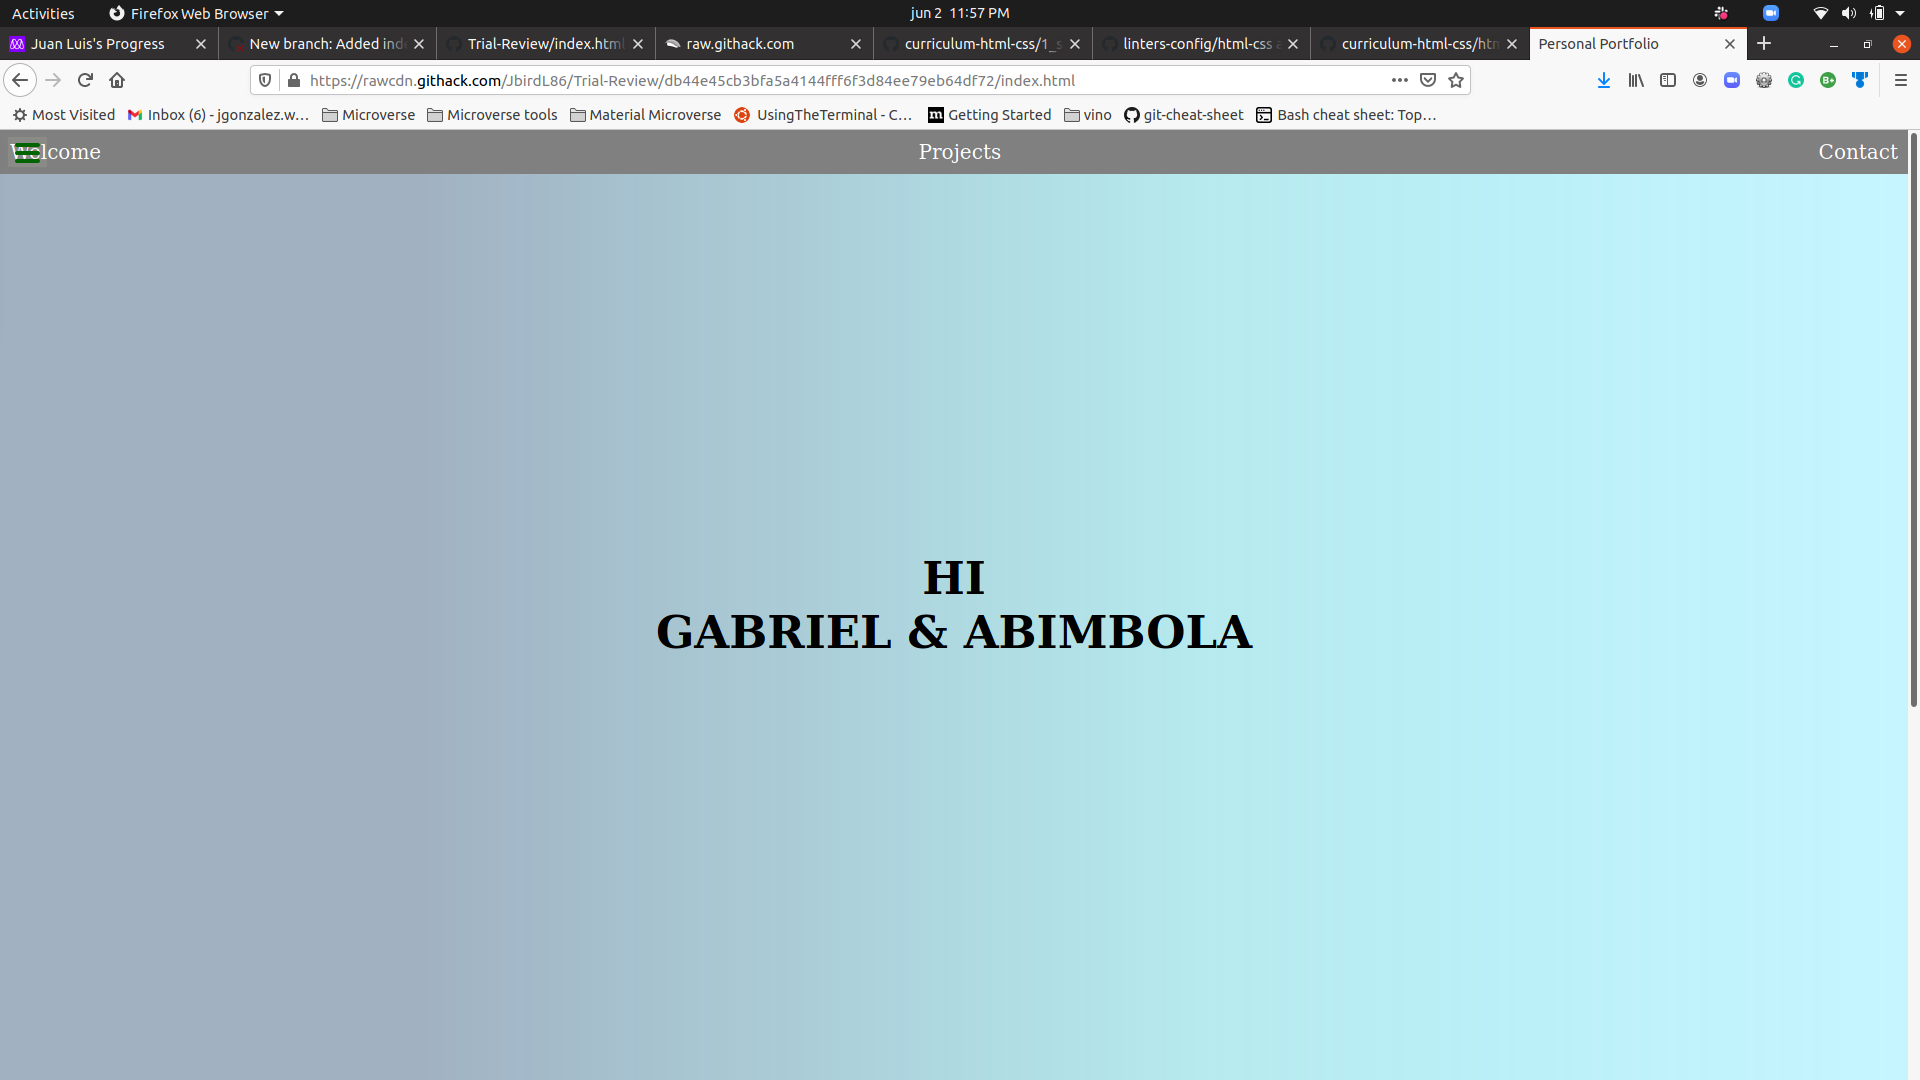 Activities
Firefox Web Browser
jun 2 11:57 PM
Juan Luis's Progress
New branch: Added inde
Trial-Review/index.html
raw.githack.com
curriculum-html-css/1_s
linters-config/html-css a
curriculum-html-css/htm
Personal Portfolio
https://rawcdn.githack.com/JbirdL86/Trial-Review/db44e45cb3bfa5a4144fff6f3d84ee79eb64df72/index.html
Most Visited
Inbox (6) - jgonzalez.w…
Microverse
Microverse tools
Material Microverse
UsingTheTerminal - C…
Getting Started
vino
git-cheat-sheet
Bash cheat sheet: Top…
Welcome
Projects
Contact
HI
GABRIEL & ABIMBOLA